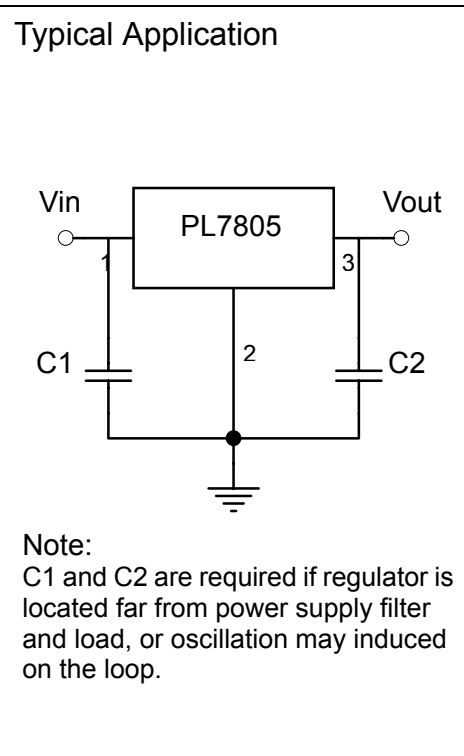 Typical Application
Vin
Vout
PL7805
1
3
2
C1
C2
Note:
C1 and C2 are required if regulator is
located far from power supply filter
and load, or oscillation may induced
on the loop.